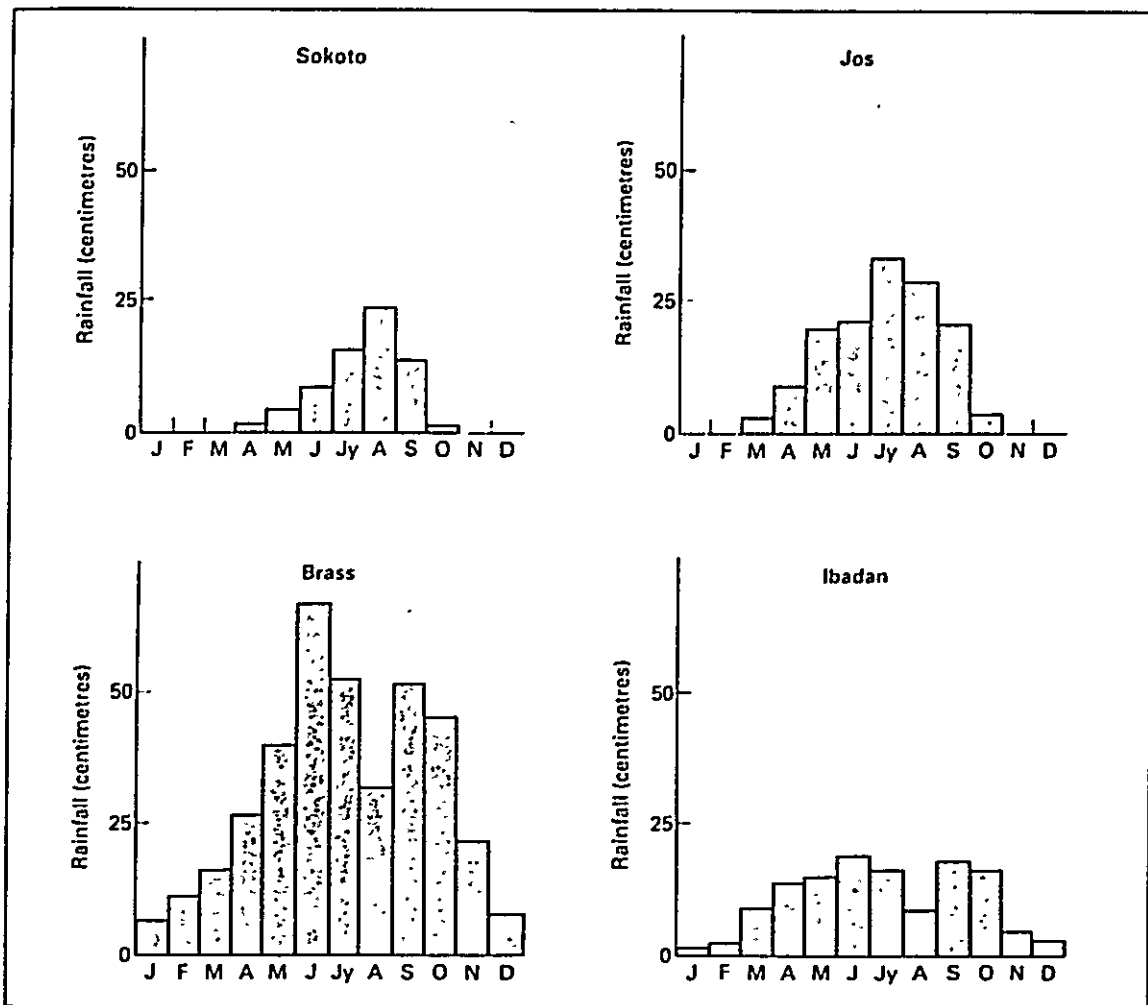 Sokoto
Rainfall (centimetres)
50
25
0
J F M A M J Jy A S O N D
Jos
Rainfall (centimetres)
50
25
0
J F M A M J Jy A S O N D
Brass
Rainfall (centimetres)
50
25
0
J F M A M J Jy A S O N D
Ibadan
Rainfall (centimetres)
50
25
0
J F M A M J Jy A S O N D